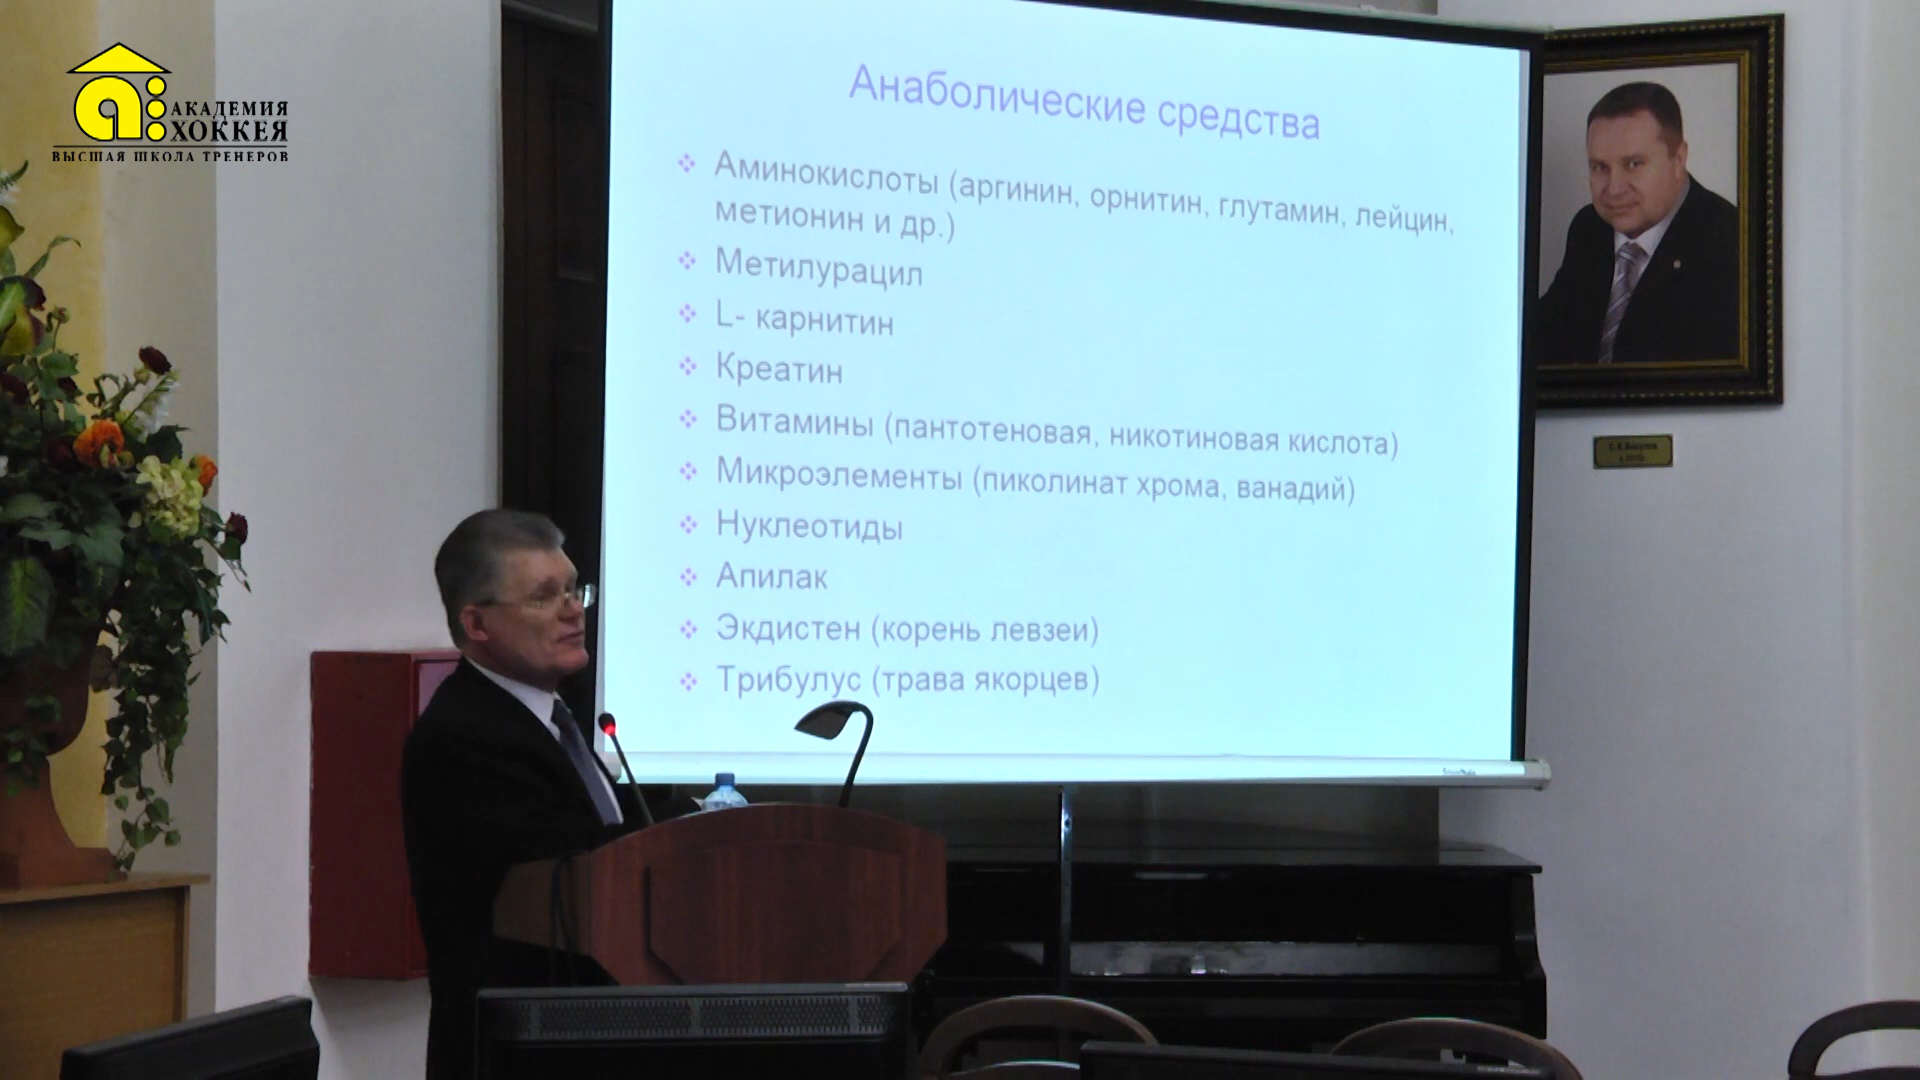 АКАДЕМИЯ
ХОККЕЯ
ВЫСШАЯ ШКОЛА ТРЕНЕРОВ
Анаболические средства
Аминокислоты (аргинин, орнитин, глутамин, лейцин,
метионин и др.)
Метилурацил
L- карнитин
Креатин
Витамины (пантотеновая, никотиновая кислота)
Микроэлементы (пиколинат хрома, ванадий)
Нуклеотиды
Апилак
Экдистен (корень левзеи)
Трибулус (трава якорцев)